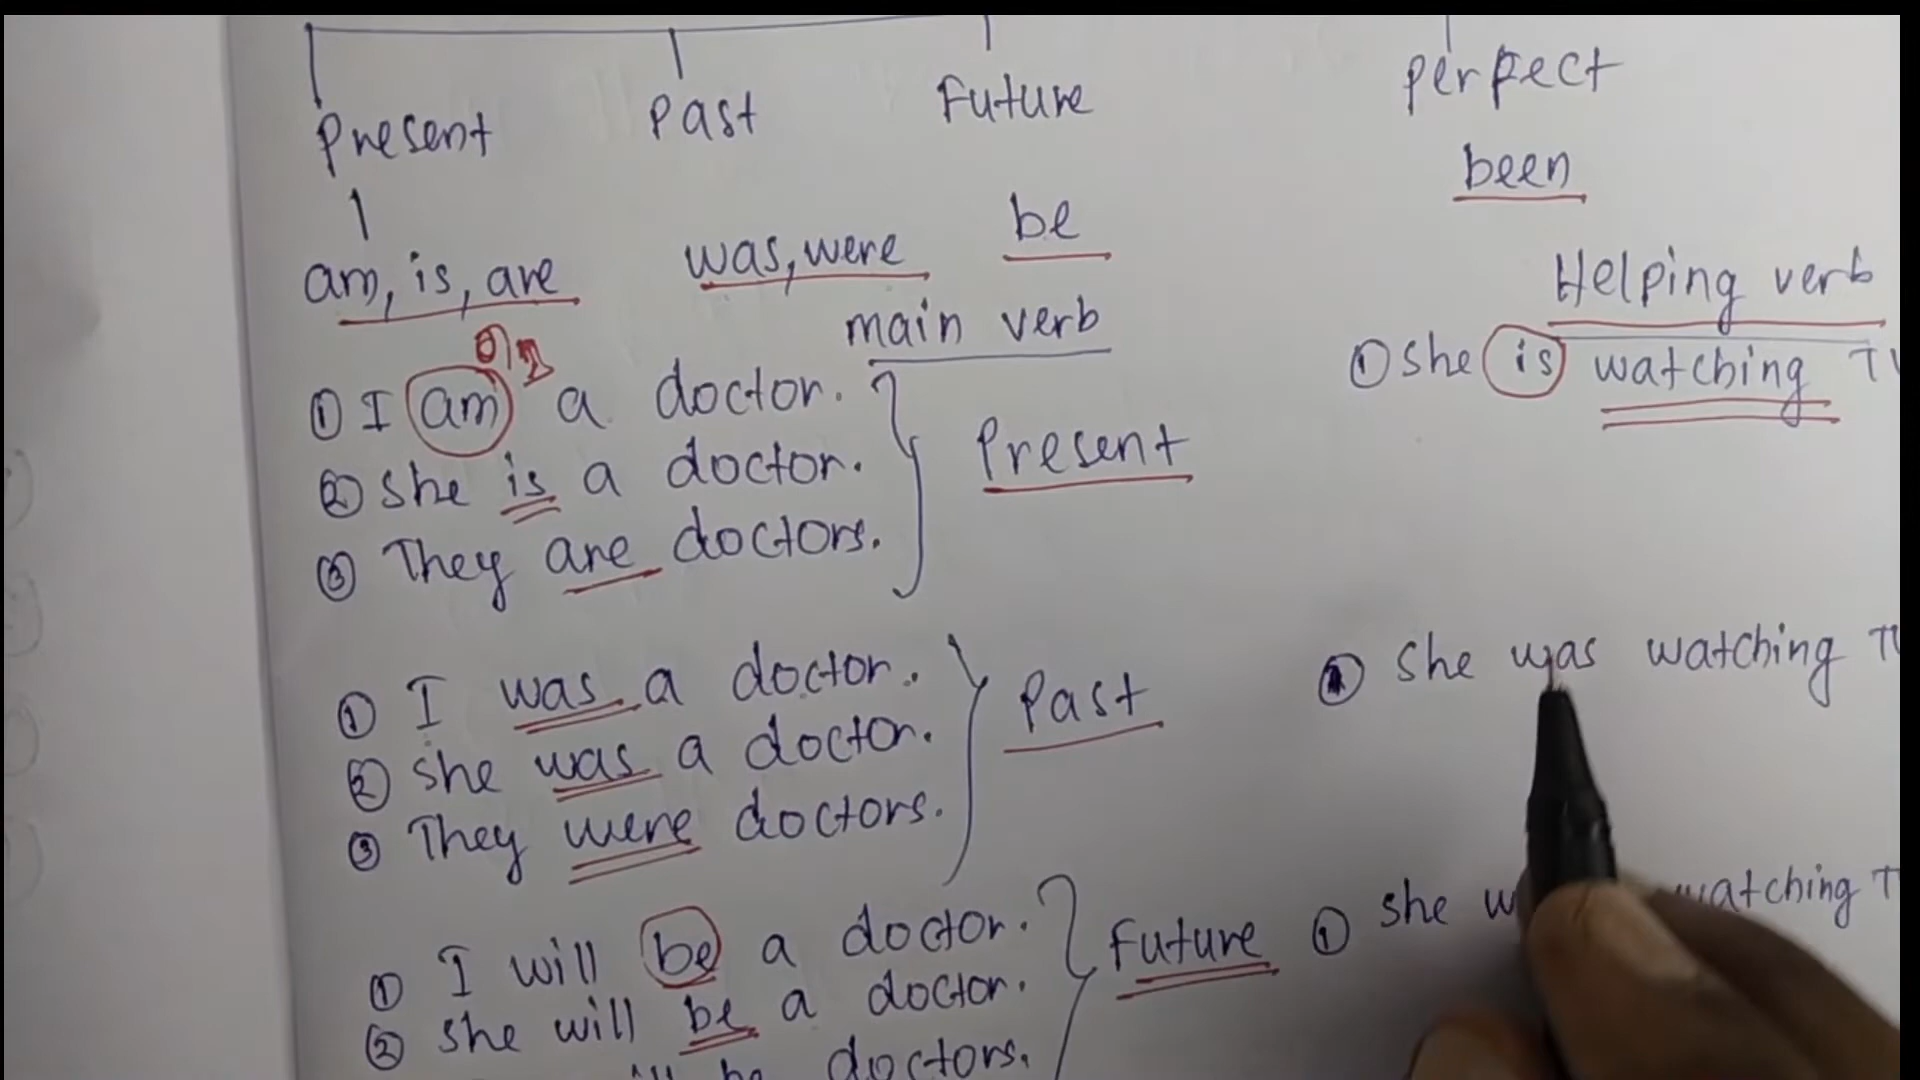 Present Past Future Perfect
been
am, is, are was, were be
main verb
Helping verb
① I am a doctor.
② She is a doctor.
③ They are doctors.
Present
① She is watching
① I was a doctor.
② She was a doctor.
③ They were doctors.
Past
She was watching
① I will be a doctor.
② She will be a doctor.
be doctors.
Future
① She watching